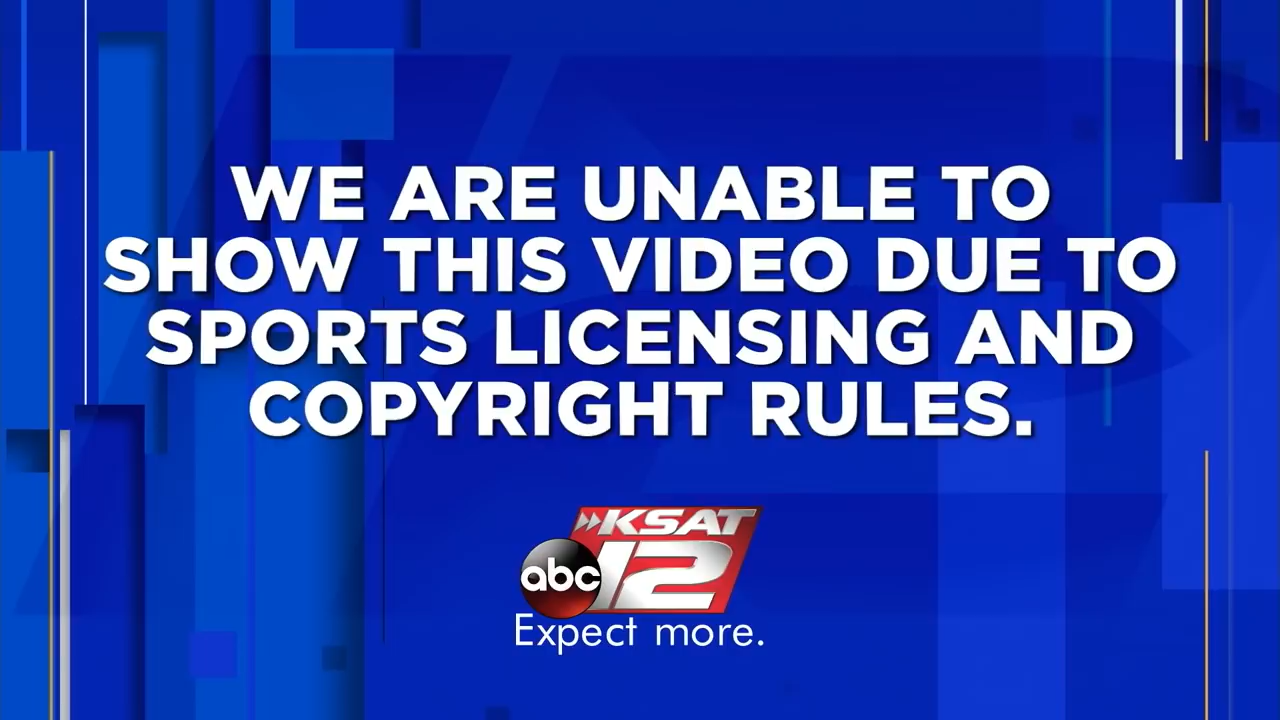 WE ARE UNABLE TO
SHOW THIS VIDEO DUE TO
SPORTS LICENSING AND
COPYRIGHT RULES.
KSAT
abc 12
Expect more.